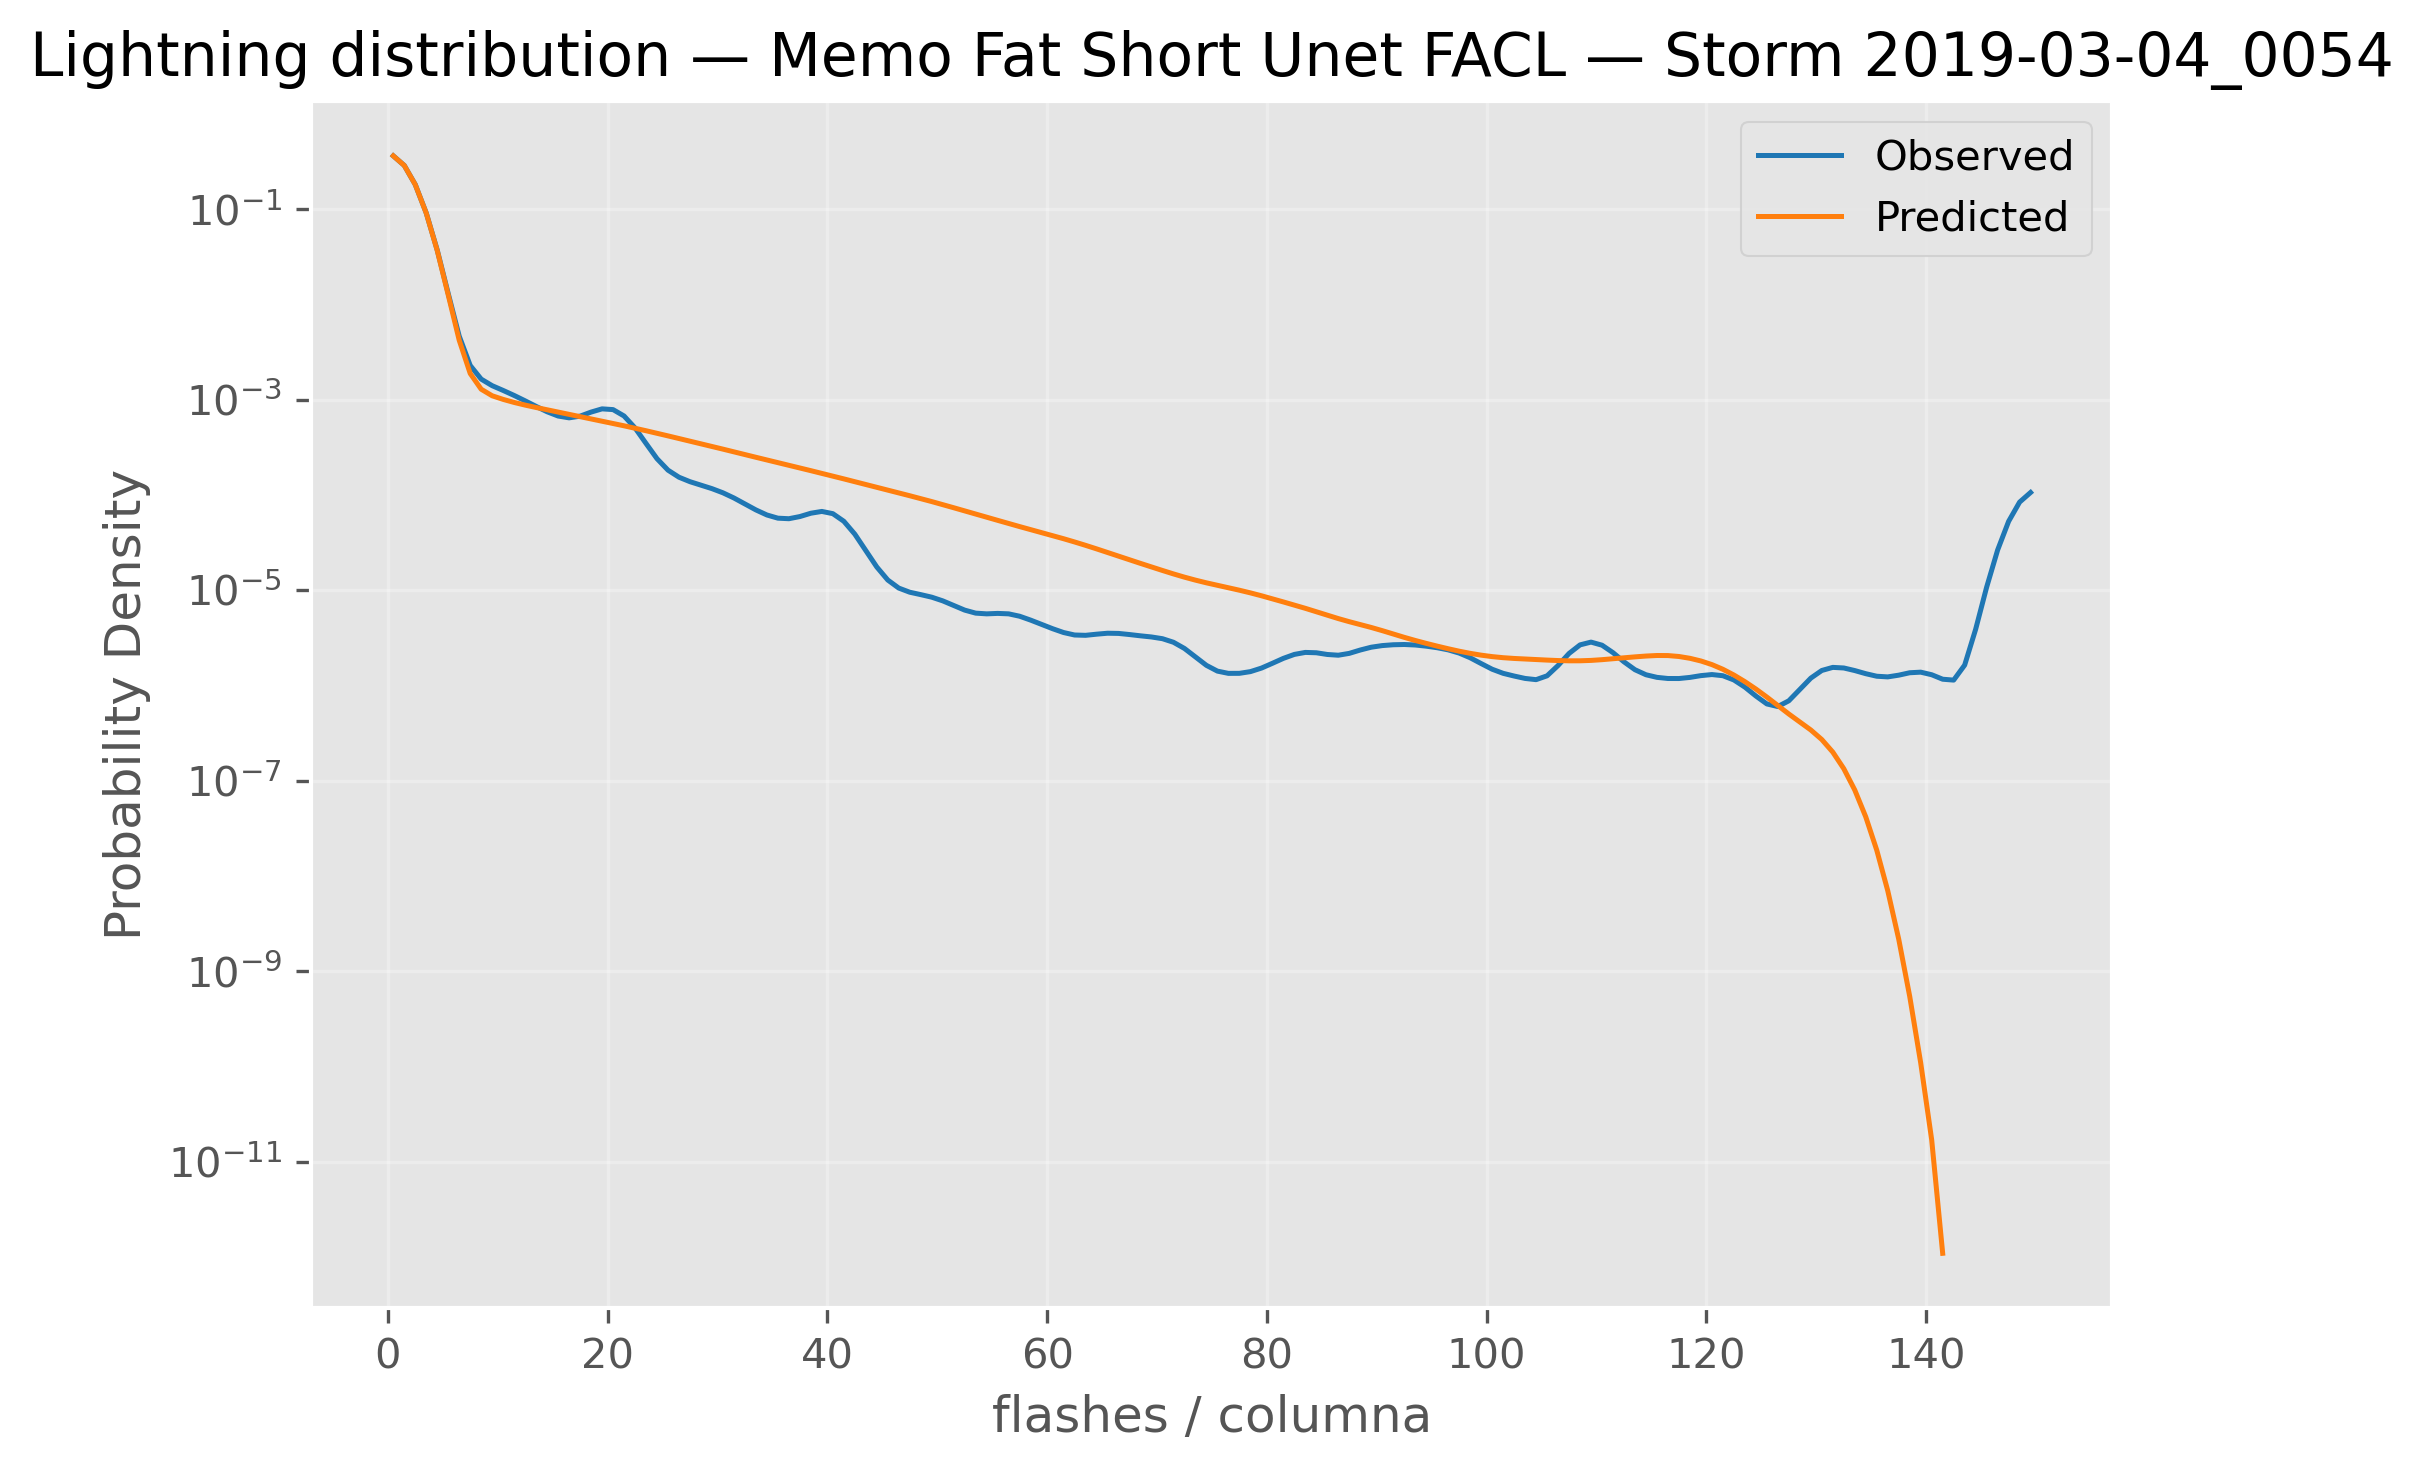 Lightning distribution — Memo Fat Short Unet FACL — Storm 2019-03-04_0054
Observed
Predicted
Probability Density
10⁻¹
10⁻³
10⁻⁵
10⁻⁷
10⁻⁹
10⁻¹¹
0 20 40 60 80 100 120 140
flashes / columna